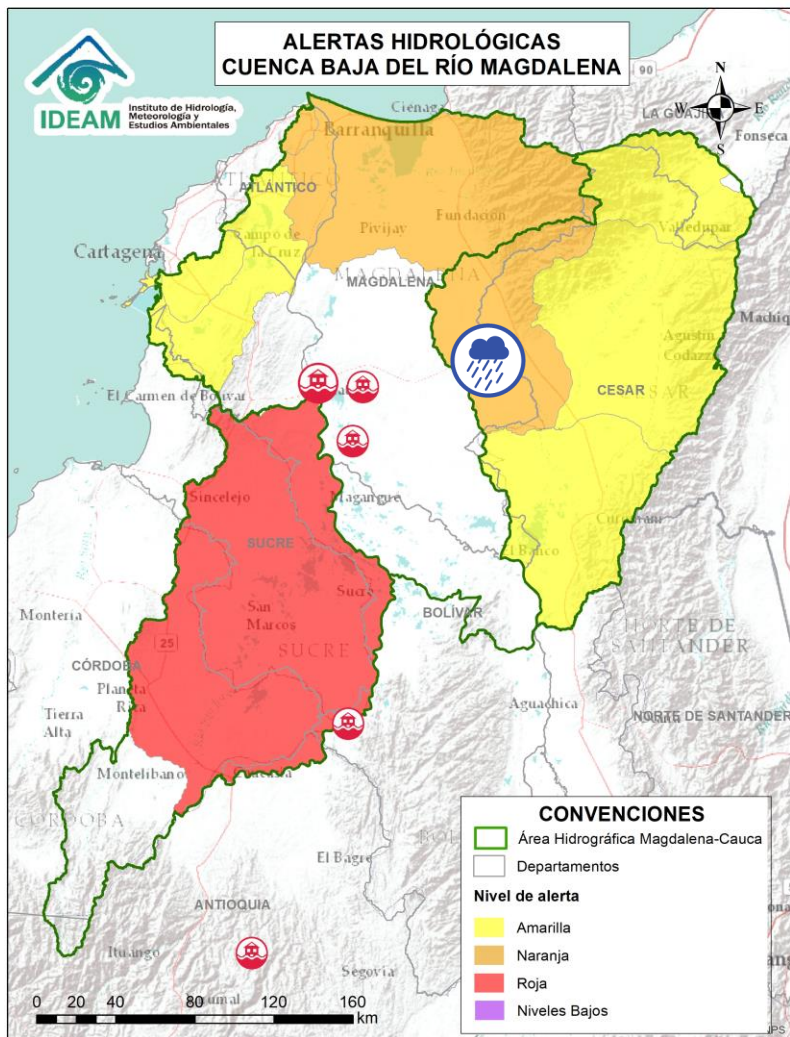 ALERTAS HIDROLÓGICAS
CUENCA BAJA DEL RÍO MAGDALENA
IDEAM
Instituto de Hidrología,
Meteorología y
Estudios Ambientales
N
W
E
S
90
Ciénaga
LA GUAJIRA
Fonseca
Barranquilla
ATLÁNTICO
Valledupar
Pivijay
Fundación
Campo de
la Cruz
Cartagena
MAGDALENA
MAGDALENA
Agustín
Codazzi
CESAR
El Carmen de Bolívar
Sincelejo
Magangué
SUCRE
El Banco
Sucre
BOLÍVAR
Montería
San
Marcos
SUCRE
NORTE DE
SANTANDER
25
CÓRDOBA
Planeta
Rica
Aguachica
NORTE DE SANTANDER
Tierra
Alta
Montelíbano
CÓRDOBA
El Bagre
ANTIOQUIA
Ituango
Segovia
0 20 40 80 120 160
km
CONVENCIONES
Área Hidrográfica Magdalena-Cauca
Departamentos
Nivel de alerta
Amarilla
Naranja
Roja
Niveles Bajos